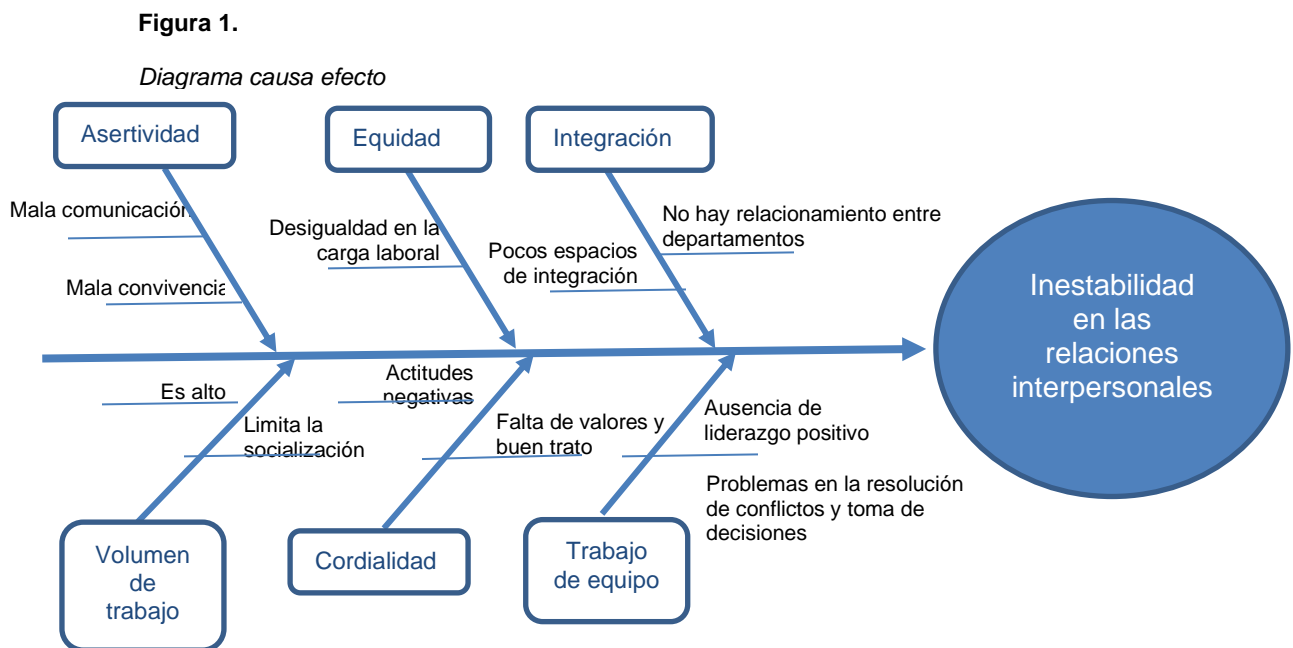 Figura 1.
Diagrama causa efecto
Asertividad
Equidad
Integración
Mala comunicación
Mala convivencia
Desigualdad en la
carga laboral
Pocos espacios
de integración
No hay relacionamiento entre
departamentos
Inestabilidad
en las
relaciones
interpersonales
Es alto
Limita la
socialización
Actitudes
negativas
Falta de valores y
buen trato
Ausencia de
liderazgo positivo
Problemas en la resolución
de conflictos y toma de
decisiones
Volumen
de
trabajo
Cordialidad
Trabajo
de equipo